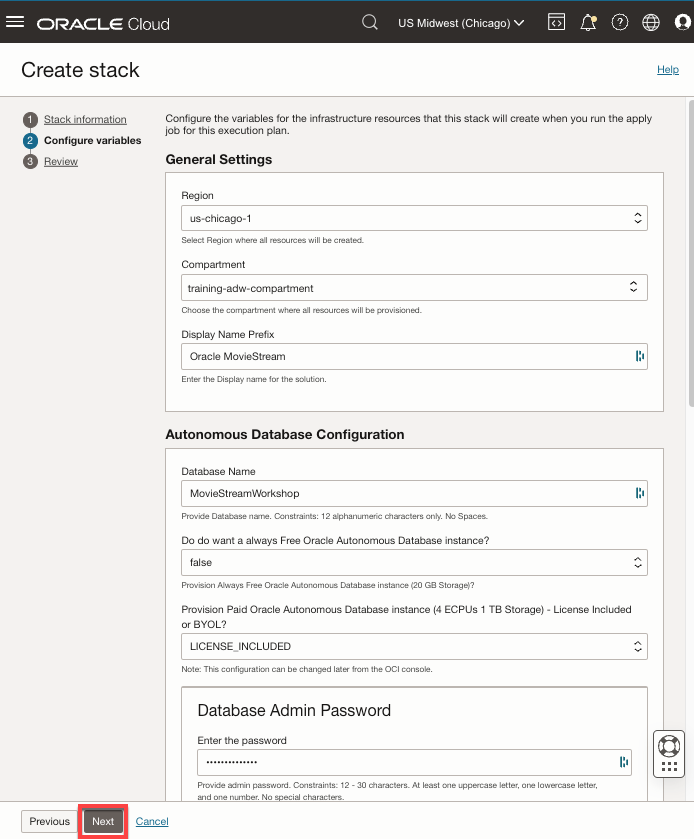 ORACLE Cloud
US Midwest (Chicago)
Create stack
Help
1 Stack information
2 Configure variables
3 Review
Configure the variables for the infrastructure resources that this stack will create when you run the apply
job for this execution plan.
General Settings
Region
us-chicago-1
Select Region where all resources will be created.
Compartment
training-adw-compartment
Choose the compartment where all resources will be provisioned.
Display Name Prefix
Oracle MovieStream
Enter the Display name for the solution.
Autonomous Database Configuration
Database Name
MovieStreamWorkshop
Provide Database name. Constraints: 12 alphanumeric characters only. No Spaces.
Do do want a always Free Oracle Autonomous Database instance?
false
Provision Always Free Oracle Autonomous Database instance (20 GB Storage)?
Provision Paid Oracle Autonomous Database instance (4 ECPUs 1 TB Storage) - License Included
or BYOL?
LICENSE_INCLUDED
Note: This configuration can be changed later from the OCI console.
Database Admin Password
Enter the password
••••••••••••••
Provide admin password. Constraints: 12 - 30 characters. At least one uppercase letter, one lowercase letter,
and one number. No special characters.
Previous
Next
Cancel